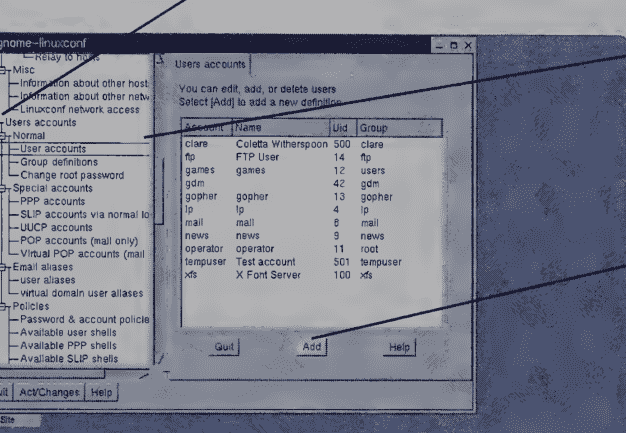 gnome-linuxconf
Relay to hosts
Misc
Information about other host
Information about other netw
Linuxconf network access
Users accounts
Normal
User accounts
Group definitions
Change root password
Special accounts
PPP accounts
SLIP accounts via normal lo
UUCP accounts
POP accounts (mail only)
Virtual POP accounts (mail
Email aliases
user aliases
virtual domain user aliases
Policies
Password & account policie
Available user shells
Available PPP shells
Available SLIP shells
Act/Changes Help
Site
Users accounts
You can edit, add, or delete users
Select [Add] to add a new definition
Account Name Uid Group
clare Coletta Witherspoon 500 clare
ftp FTP User 14 ftp
games games 12 users
gdm 42 gdm
gopher gopher 13 gopher
lp lp 4 lp
mail mail 8 mail
news news 9 news
operator operator 11 root
tempuser Test account 501 tempuser
xfs X Font Server 100 xfs
Quit Add Help